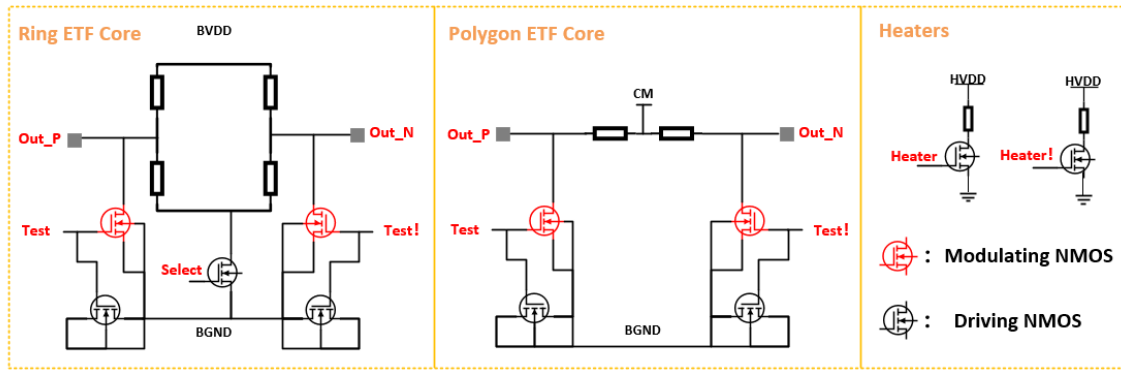 Ring ETF Core
BVDD
Out_P
Out_N
Test
Test!
Select
BGND
Polygon ETF Core
CM
Out_P
Out_N
Test
Test!
BGND
Heaters
HVDD
HVDD
Heater
Heater!
: Modulating NMOS
: Driving NMOS